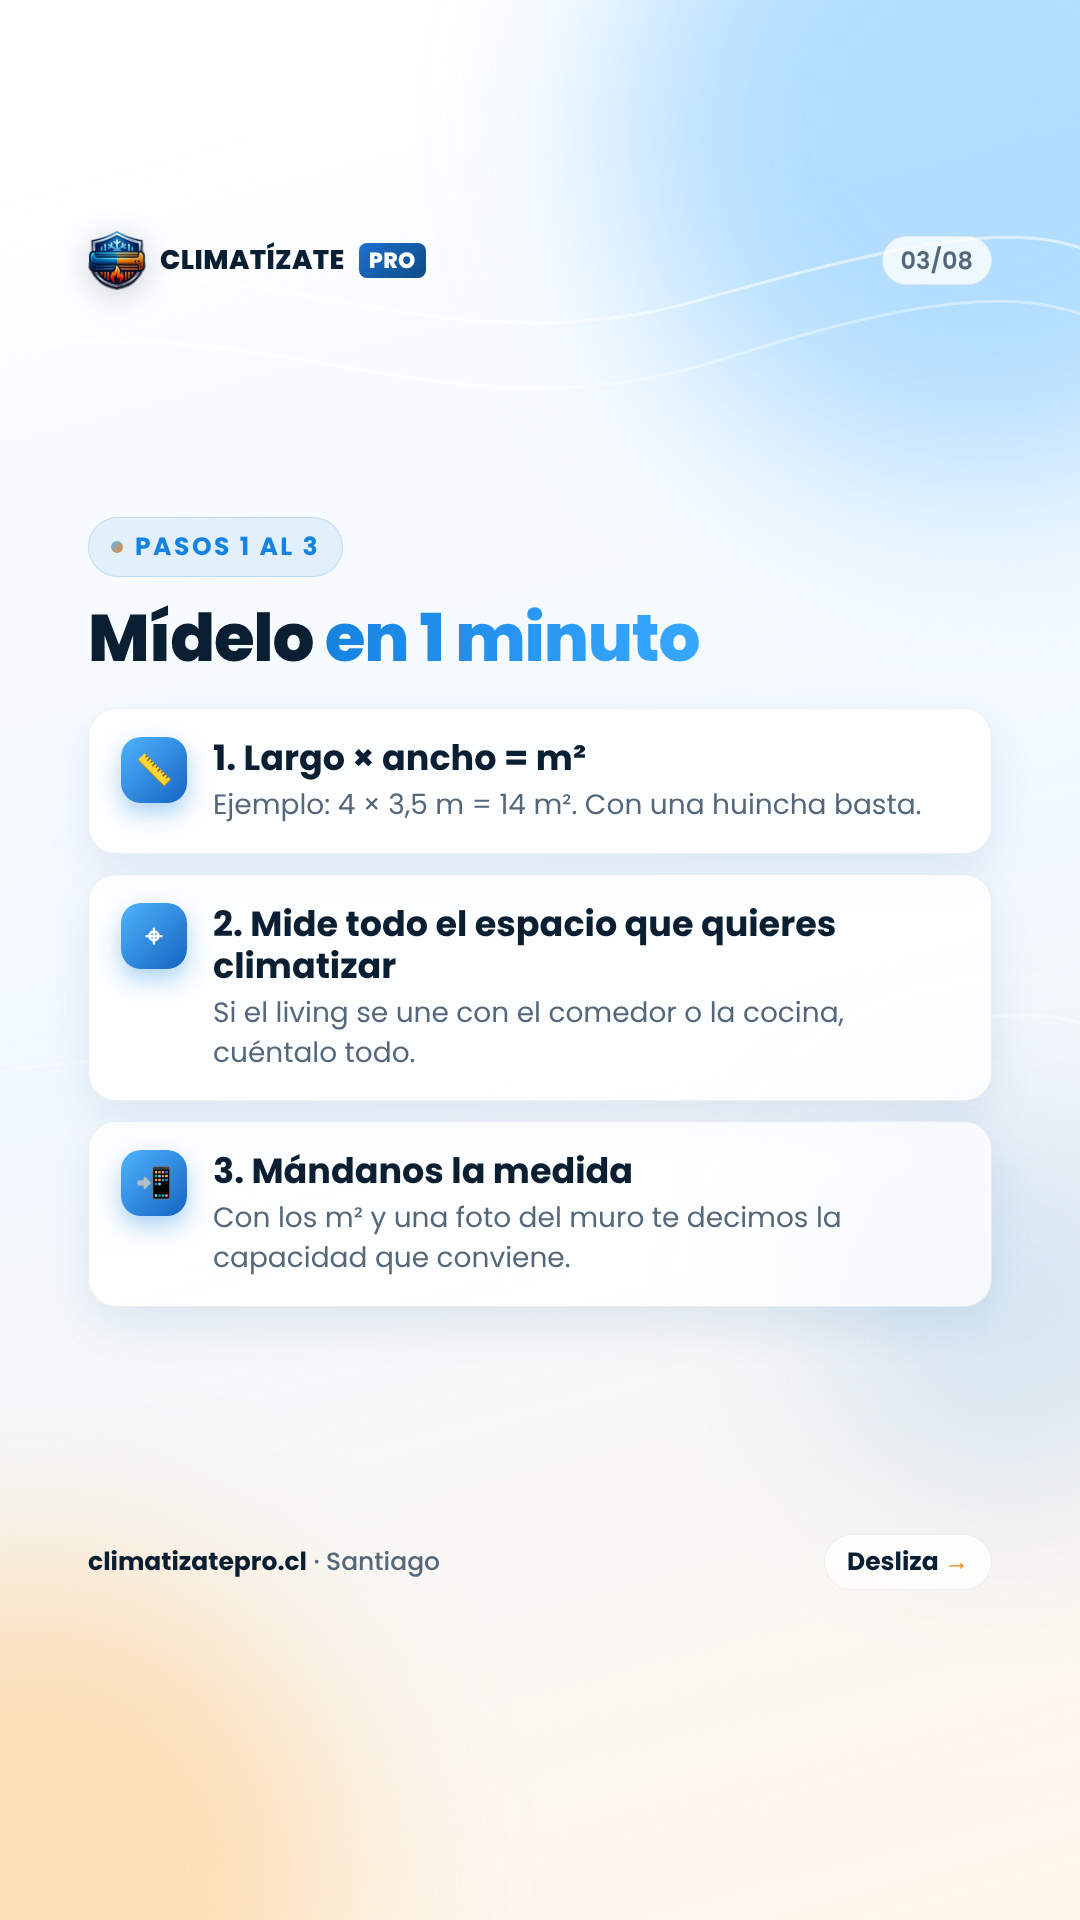 CLIMATÍZATE PRO
03/08
PASOS 1 AL 3
Mídelo en 1 minuto
1. Largo × ancho = m²
Ejemplo: 4 × 3,5 m = 14 m². Con una huincha basta.
2. Mide todo el espacio que quieres
climatizar
Si el living se une con el comedor o la cocina,
cuéntalo todo.
3. Mándanos la medida
Con los m² y una foto del muro te decimos la
capacidad que conviene.
climatizatepro.cl · Santiago
Desliza →